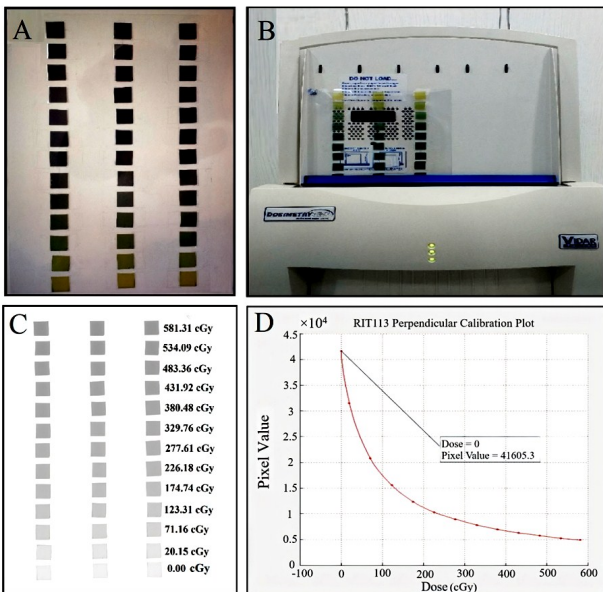 A
B
DO NOT LOAD...
DOSIMETRY PRO
VIDAR
C
581.31 cGy
534.09 cGy
483.36 cGy
431.92 cGy
380.48 cGy
329.76 cGy
277.61 cGy
226.18 cGy
174.74 cGy
123.31 cGy
71.16 cGy
20.15 cGy
0.00 cGy
D
×10⁴
RIT113 Perpendicular Calibration Plot
4.5
4
3.5
3
2.5
2
1.5
1
0.5
0
Pixel Value
Dose = 0
Pixel Value = 41605.3
-100 0 100 200 300 400 500 600
Dose (cGy)